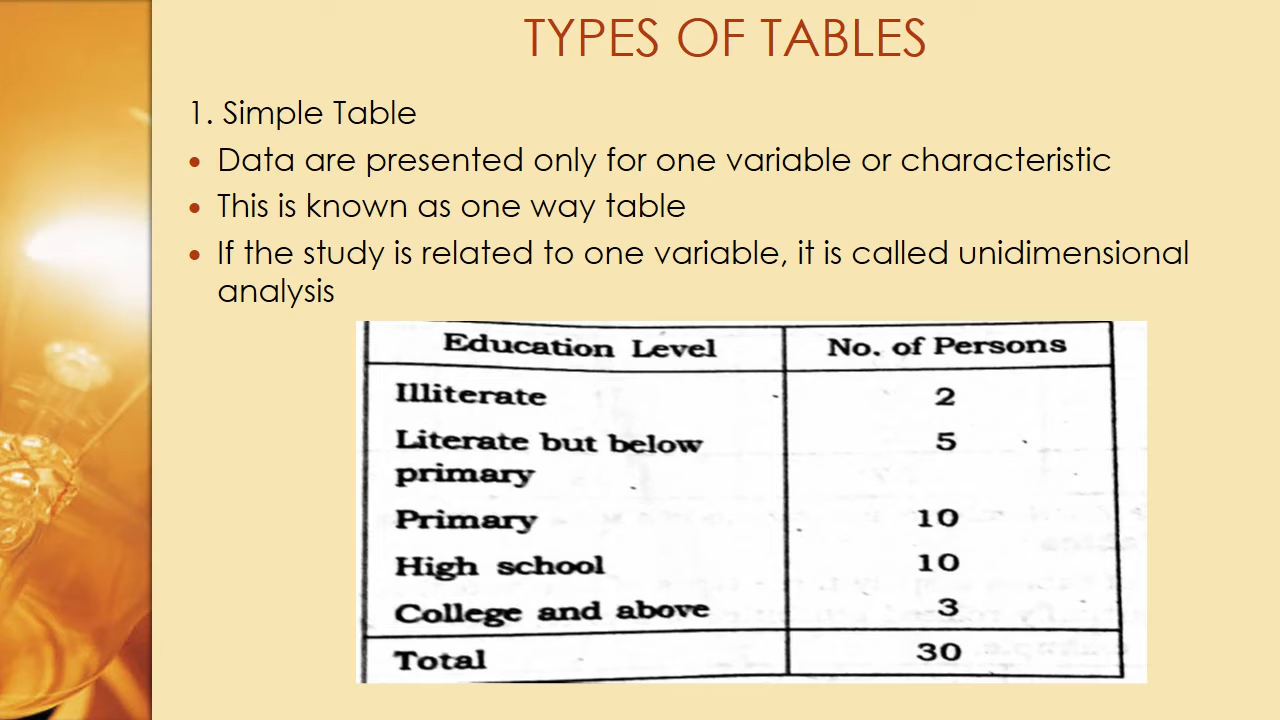 TYPES OF TABLES
1. Simple Table
• Data are presented only for one variable or characteristic
• This is known as one way table
• If the study is related to one variable, it is called unidimensional
analysis
Education Level No. of Persons
Illiterate 2
Literate but below 5
primary
Primary 10
High school 10
College and above 3
Total 30